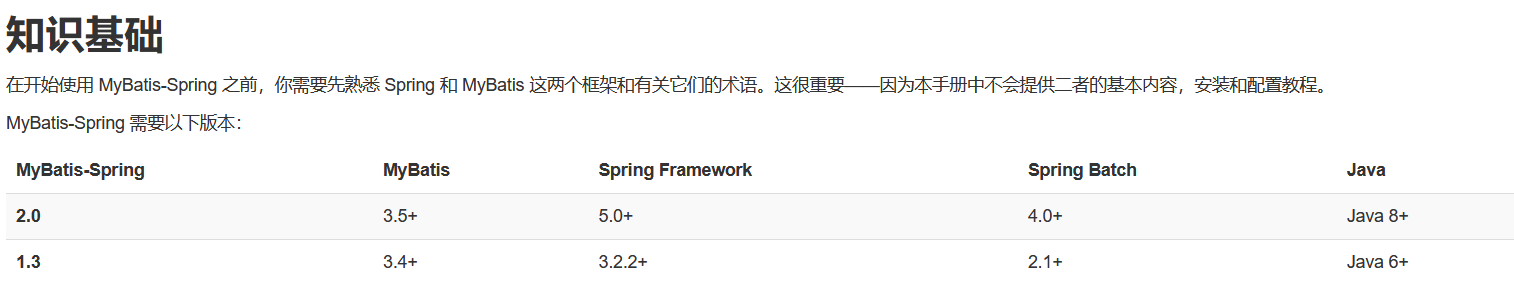 知识基础
在开始使用 MyBatis-Spring 之前，你需要先熟悉 Spring 和 MyBatis 这两个框架和有关它们的术语。这很重要——因为本手册中不会提供二者的基本内容，安装和配置教程。
MyBatis-Spring 需要以下版本：
MyBatis-Spring MyBatis Spring Framework Spring Batch Java
2.0 3.5+ 5.0+ 4.0+ Java 8+
1.3 3.4+ 3.2.2+ 2.1+ Java 6+